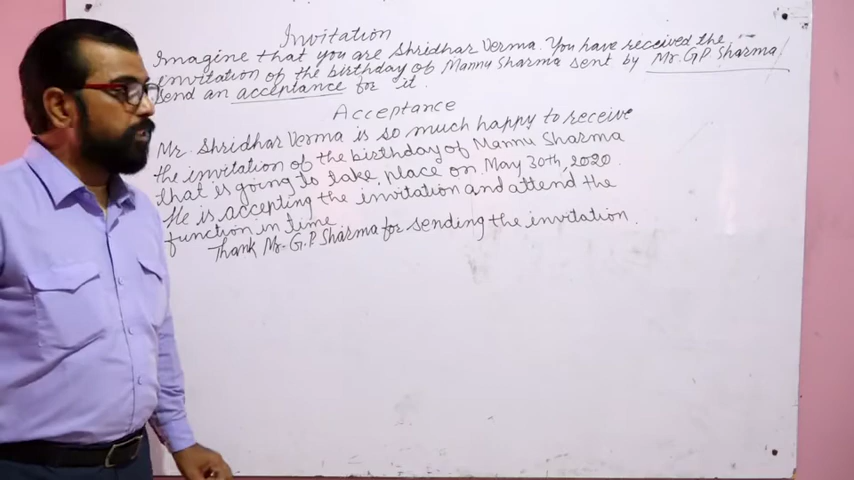 Invitation
Imagine that you are Shridhar Verma. You have received the
invitation of the birthday of Mannu Sharma sent by Mr. G.P. Sharma
Send an acceptance for it.
Acceptance
Mr. Shridhar Verma is so much happy to receive
the invitation of the birthday of Mannu Sharma
that is going to take place on May 30th, 2020.
He is accepting the invitation and attend the
function in time
Thank Mr. G.P Sharma for sending the invitation.